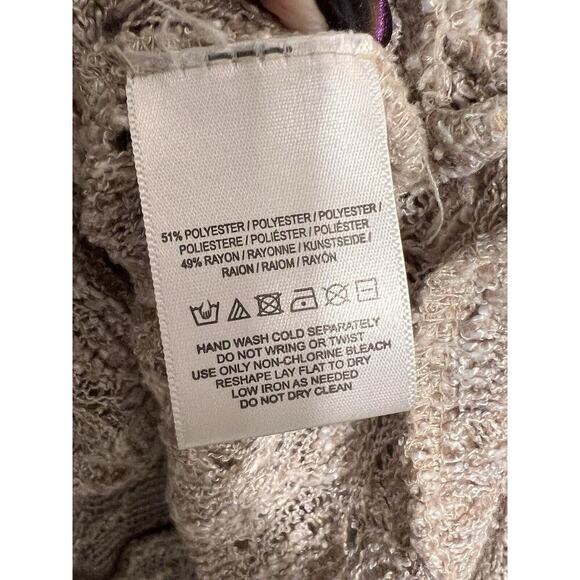 51% POLYESTER / POLYESTER / POLYESTER /
POLIESTERE / POLIÉSTER / POLIÉSTER
49% RAYON / RAYONNE / KUNSTSEIDE /
RAION / RAIOM / RAYÓN
HAND WASH COLD SEPARATELY
DO NOT WRING OR TWIST
USE ONLY NON-CHLORINE BLEACH
RESHAPE LAY FLAT TO DRY
LOW IRON AS NEEDED
DO NOT DRY CLEAN